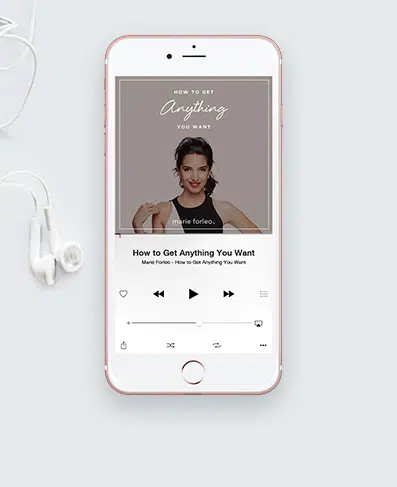 HOW TO GET
Anything
YOU WANT
marie forleo.
How to Get Anything You Want
Marie Forleo - How to Get Anything You Want